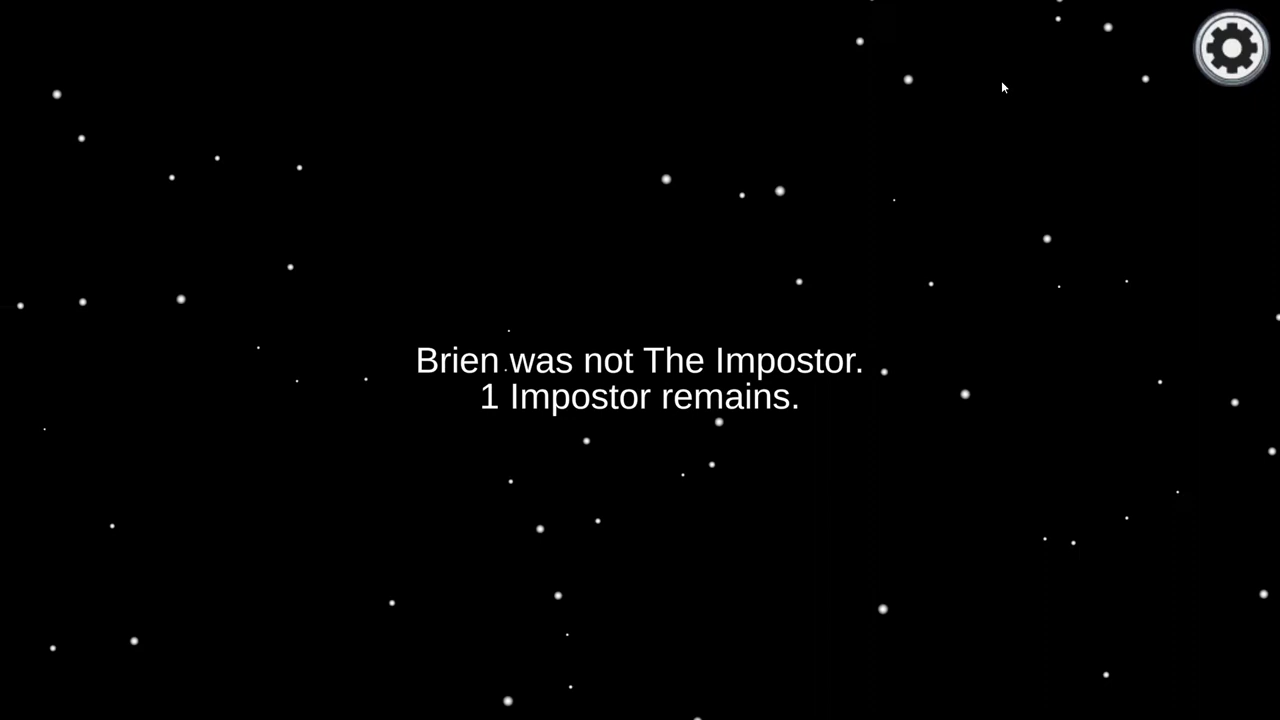 Brien was not The Impostor.
1 Impostor remains.